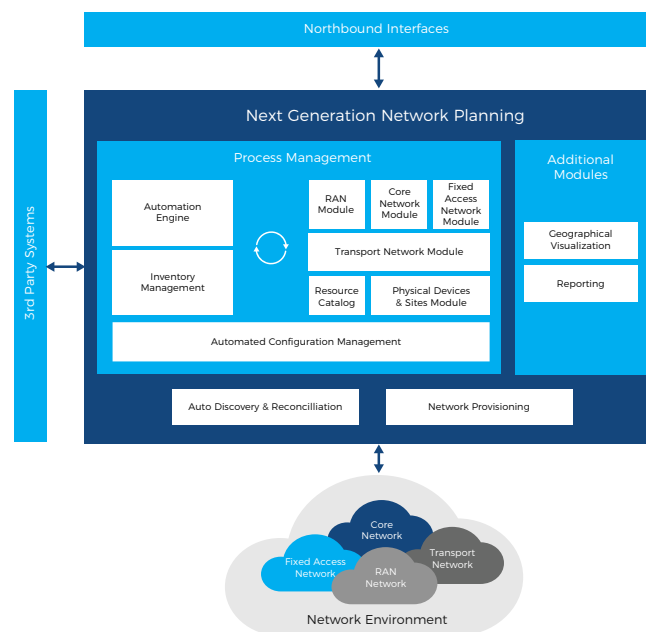 Northbound Interfaces
3rd Party Systems
Next Generation Network Planning
Process Management
Automation
Engine
Inventory
Management
RAN
Module
Core
Network
Module
Fixed
Access
Network
Module
Transport Network Module
Resource
Catalog
Physical Devices
& Sites Module
Automated Configuration Management
Additional
Modules
Geographical
Visualization
Reporting
Auto Discovery & Reconcilliation
Network Provisioning
Core
Network
Fixed Access
Network
Transport
Network
RAN
Network
Network Environment